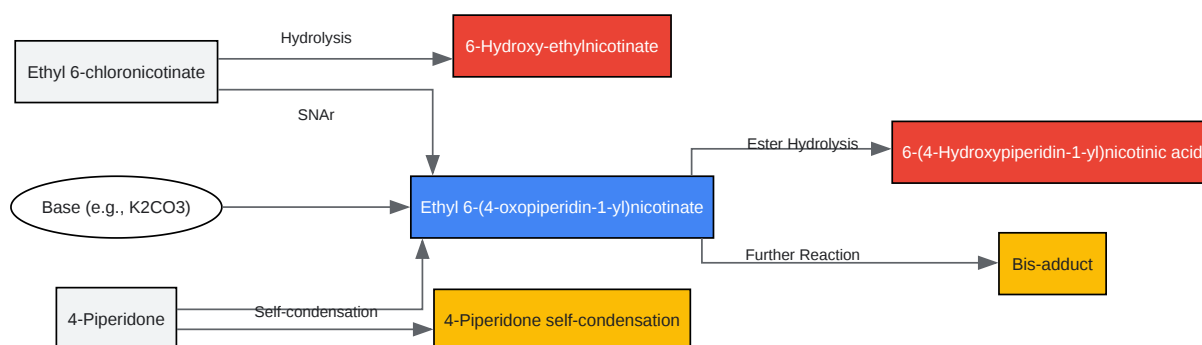 Hydrolysis
6-Hydroxy-ethylnicotinate
Ethyl 6-chloronicotinate
SNAr
Ester Hydrolysis
6-(4-Hydroxypiperidin-1-yl)nicotinic acid
Base (e.g., K2CO3)
Ethyl 6-(4-oxopiperidin-1-yl)nicotinate
Further Reaction
Bis-adduct
Self-condensation
4-Piperidone
4-Piperidone self-condensation